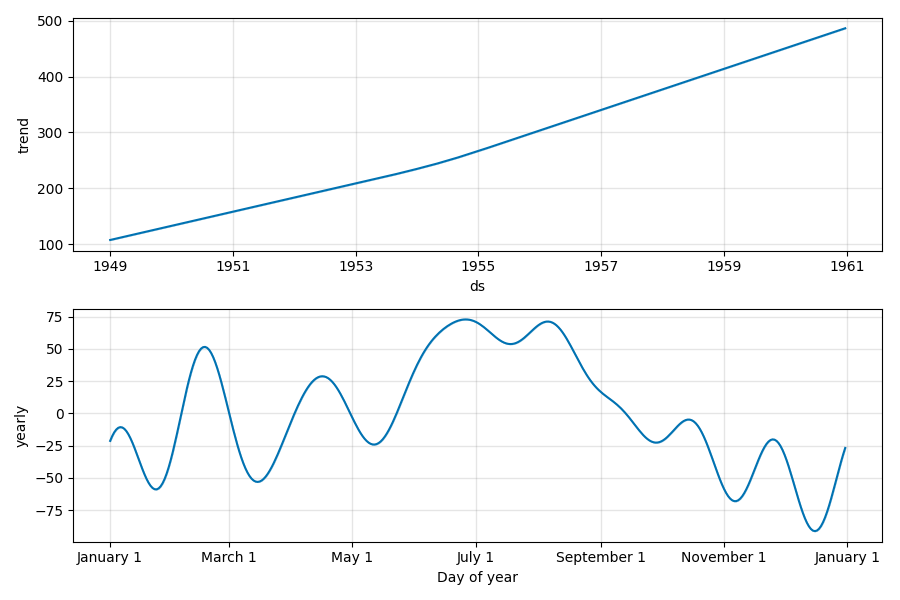 500
400
300
200
100
trend
1949 1951 1953 1955 1957 1959 1961
ds
75
50
25
0
−25
−50
−75
yearly
January 1 March 1 May 1 July 1 September 1 November 1 January 1
Day of year